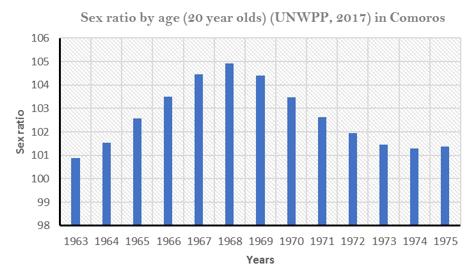 Sex ratio by age (20 year olds) (UNWPP, 2017) in Comoros
106
105
104
103
102
101
100
99
98
Sex ratio
1963 1964 1965 1966 1967 1968 1969 1970 1971 1972 1973 1974 1975
Years